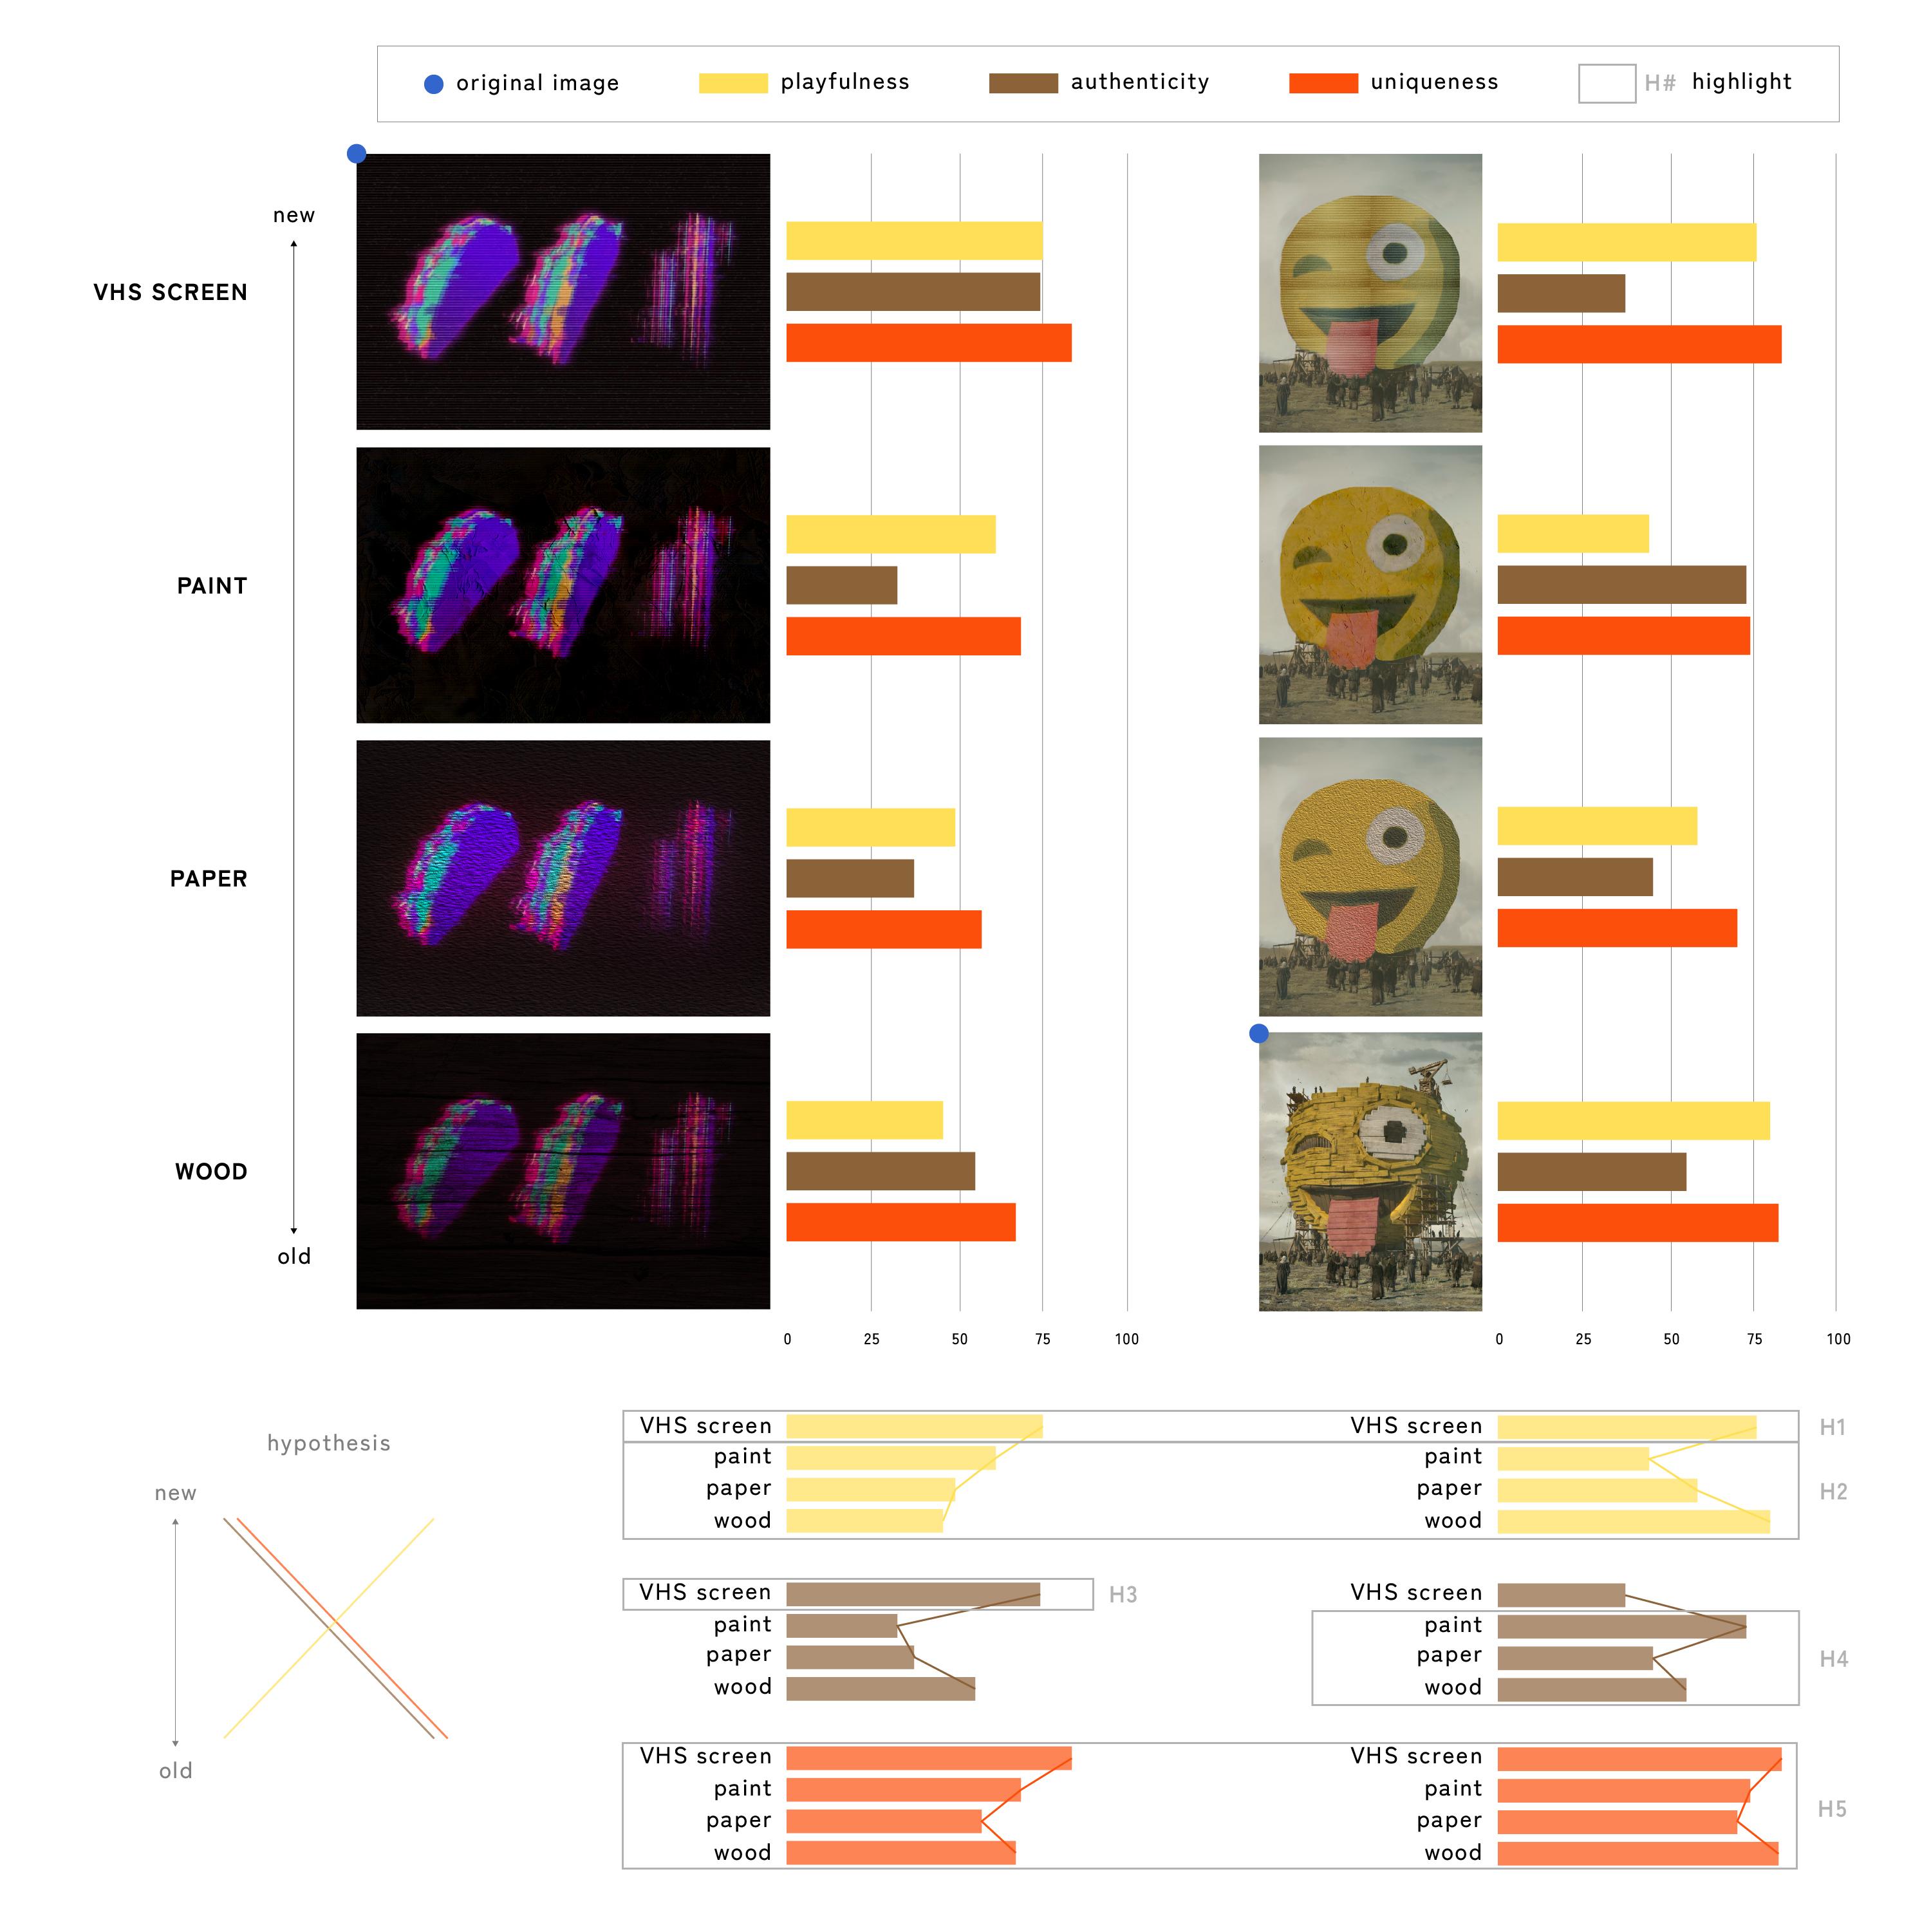 original image playfulness authenticity uniqueness H# highlight
new
VHS SCREEN
PAINT
PAPER
WOOD
old
0 25 50 75 100
0 25 50 75 100
hypothesis
new
old
VHS screen
paint
paper
wood
VHS screen
paint
paper
wood
H1
H2
VHS screen
paint
paper
wood
H3
VHS screen
paint
paper
wood
H4
VHS screen
paint
paper
wood
VHS screen
paint
paper
wood
H5